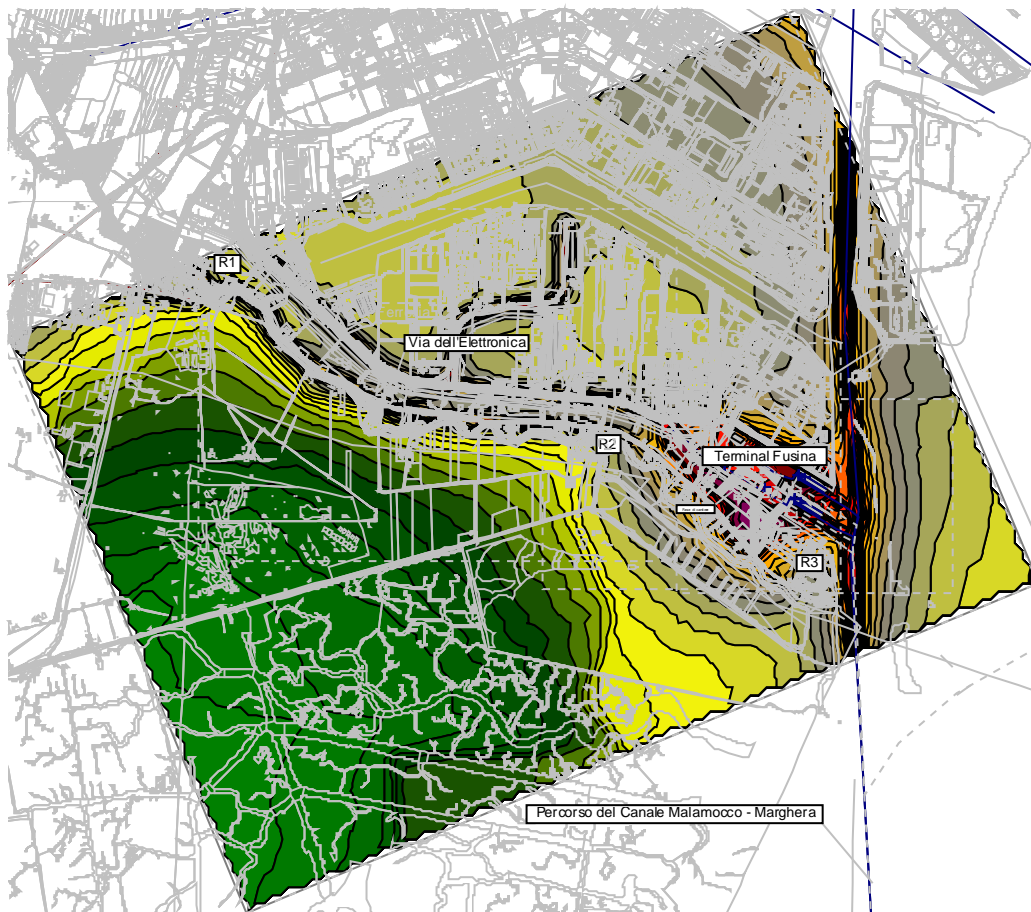 R1
Via dell'Elettronica
R2
Terminal Fusina
R3
Percorso del Canale Malamocco - Marghera